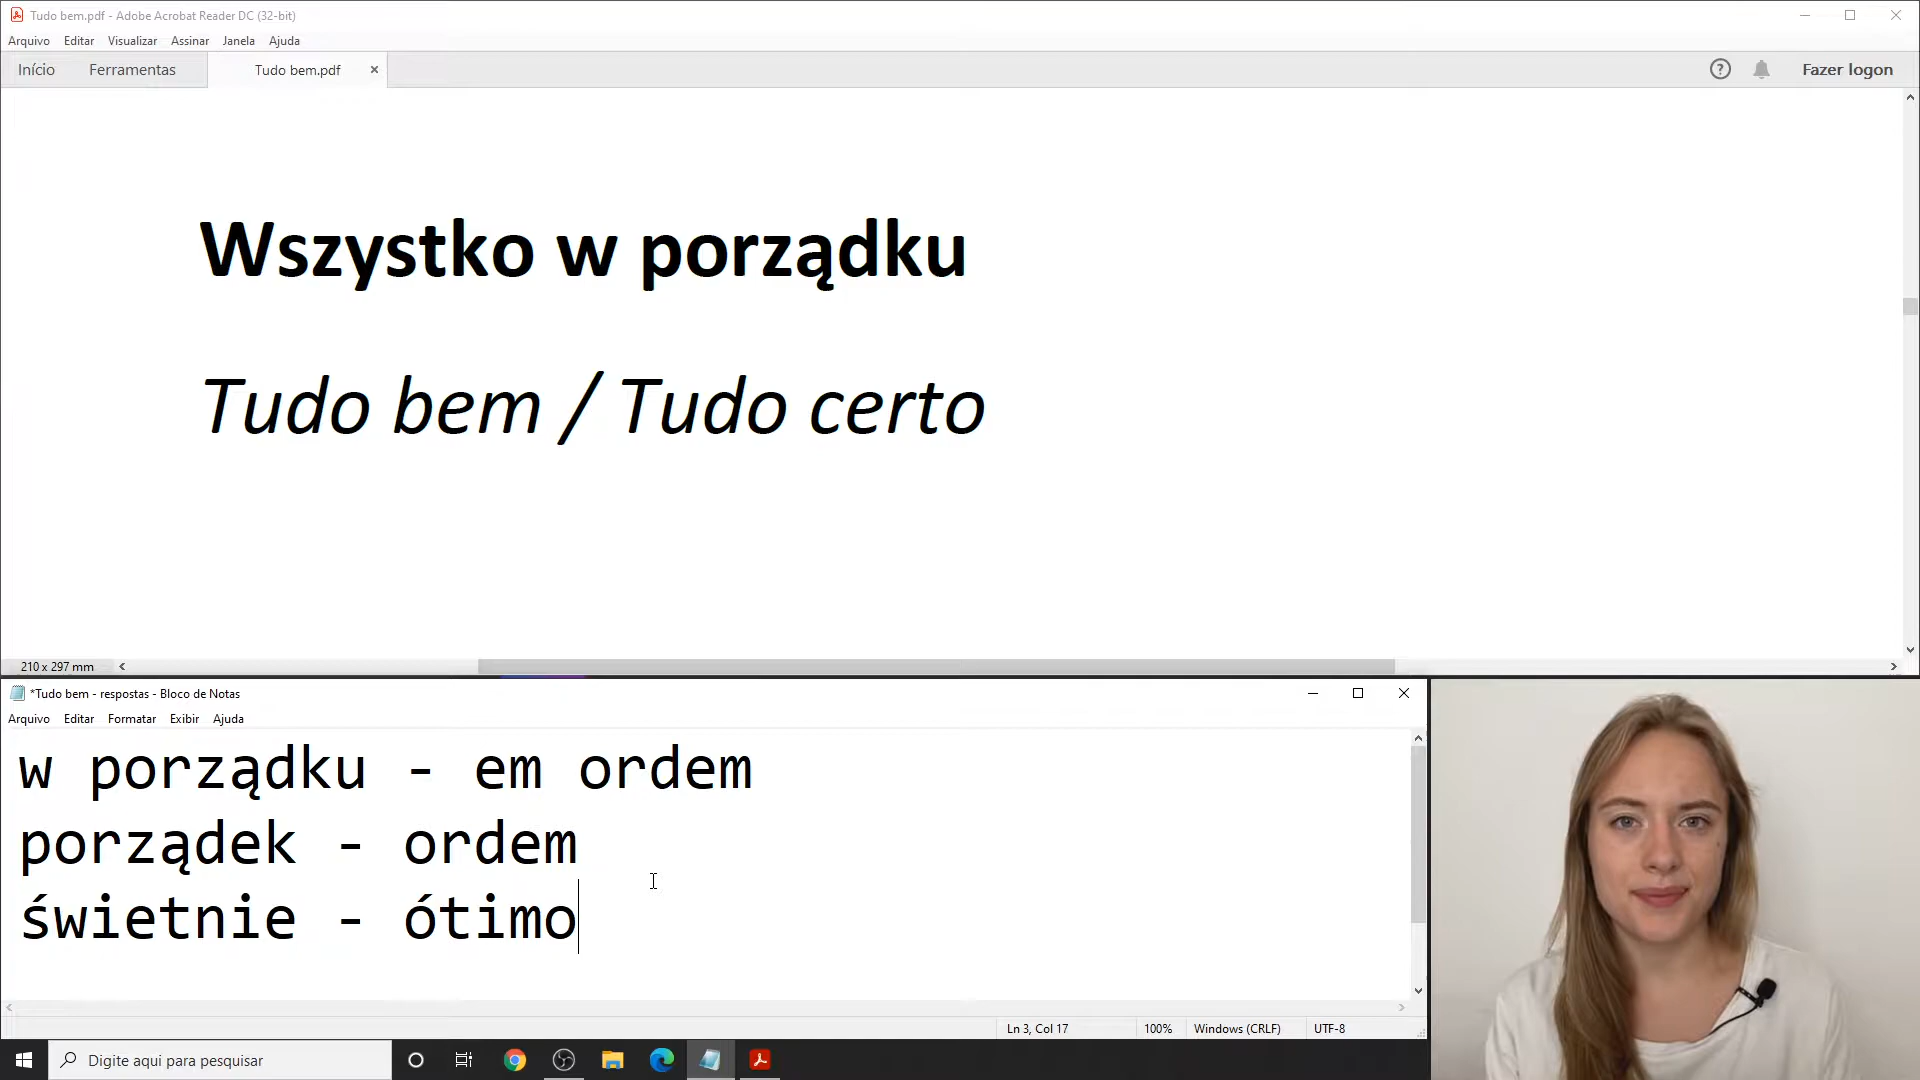 Tudo bem.pdf - Adobe Acrobat Reader DC (32-bit)
Arquivo Editar Visualizar Assinar Janela Ajuda
Início Ferramentas Tudo bem.pdf Fazer logon
Wszystko w porządku
Tudo bem / Tudo certo
210 x 297 mm
*Tudo bem - respostas - Bloco de Notas
Arquivo Editar Formatar Exibir Ajuda
w porządku - em ordem
porządek - ordem
świetnie - ótimo
Ln 3, Col 17 100% Windows (CRLF) UTF-8
Digite aqui para pesquisar